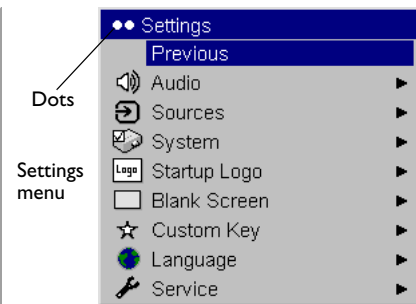 Settings
Previous
Dots
Audio
Sources
System
Settings
menu
Logo
Startup Logo
Blank Screen
Custom Key
Language
Service